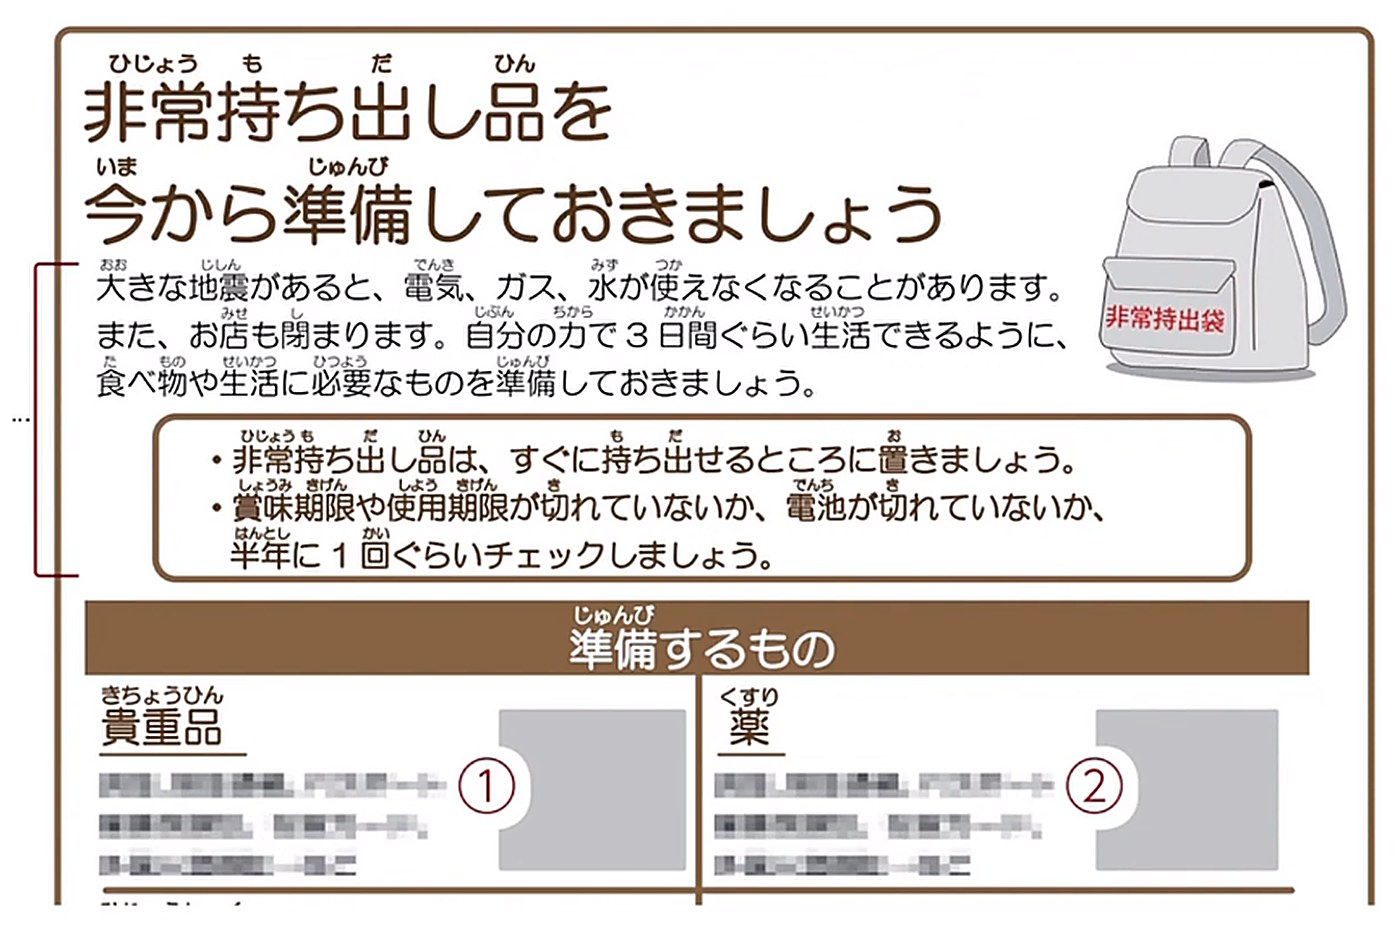 ひじょう も だ ひん
非常持ち出し品を
いま じゅんび
今から準備しておきましょう
おお じしん でんき みず つか
大きな地震があると、電気、ガス、水が使えなくなることがあります。
みせ し じぶん ちから かかん せいかつ
また、お店も閉まります。自分の力で3日間ぐらい生活できるように、
た もの せいかつ ひつよう じゅんび
食べ物や生活に必要なものを準備しておきましょう。
非常持出袋
…
ひじょう も だ ひん も だ お
・非常持ち出し品は、すぐに持ち出せるところに置きましょう。
しょうみ きげん しよう きげん き でんち き
・賞味期限や使用期限が切れていないか、電池が切れていないか、
はんとし かい
半年に1回ぐらいチェックしましょう。
じゅんび
準備するもの
きちょうひん
貴重品
①
くすり
薬
②